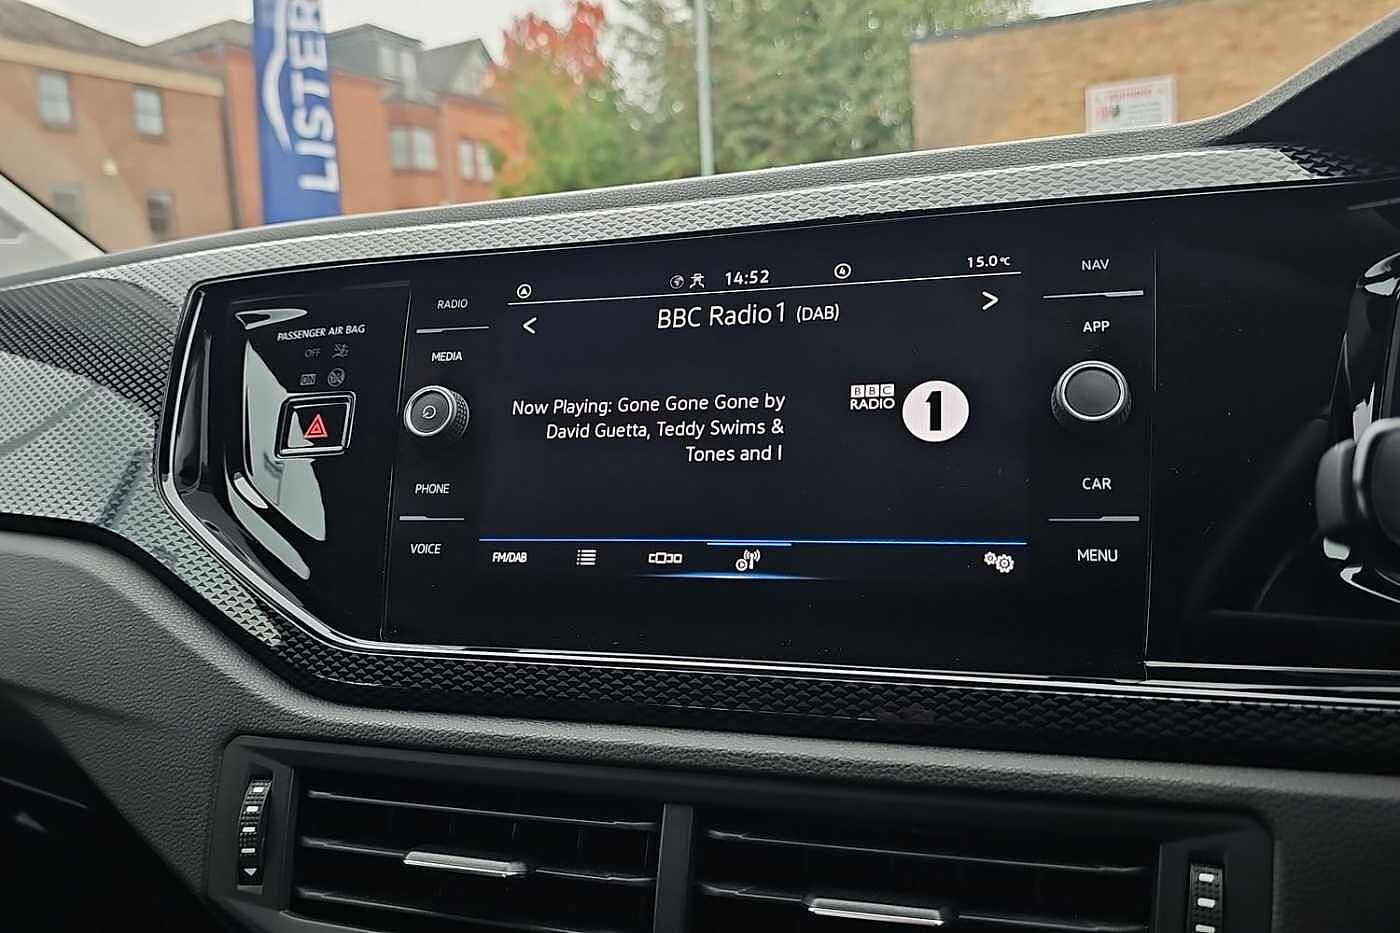 LISTER
PASSENGER AIR BAG
OFF
ON
RADIO
MEDIA
PHONE
VOICE
14:52
4
15.0°C
<
BBC Radio 1 (DAB)
>
Now Playing: Gone Gone Gone by
David Guetta, Teddy Swims &
Tones and I
BBC
RADIO
1
FM/DAB
NAV
APP
CAR
MENU